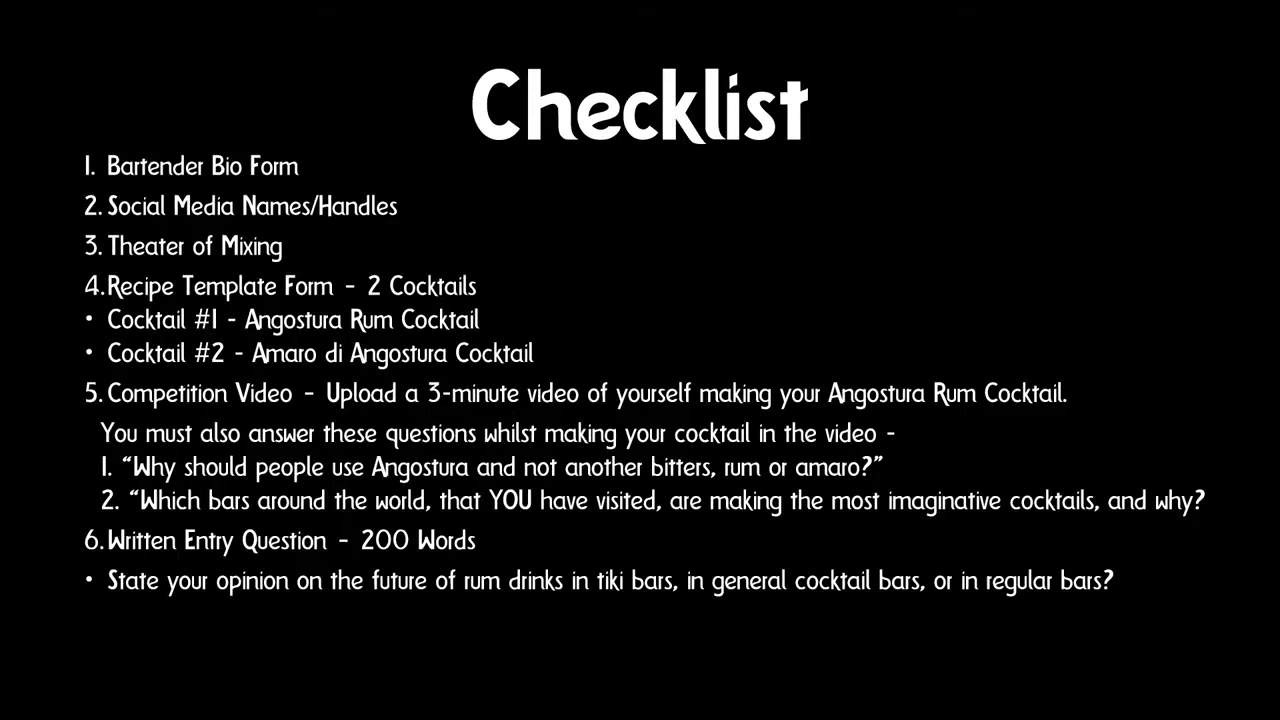 Checklist
1. Bartender Bio Form
2. Social Media Names/Handles
3. Theater of Mixing
4. Recipe Template Form - 2 Cocktails
• Cocktail #1 - Angostura Rum Cocktail
• Cocktail #2 - Amaro di Angostura Cocktail
5. Competition Video - Upload a 3-minute video of yourself making your Angostura Rum Cocktail.
You must also answer these questions whilst making your cocktail in the video -
1. “Why should people use Angostura and not another bitters, rum or amaro?”
2. “Which bars around the world, that YOU have visited, are making the most imaginative cocktails, and why?
6. Written Entry Question - 200 Words
• State your opinion on the future of rum drinks in tiki bars, in general cocktail bars, or in regular bars?